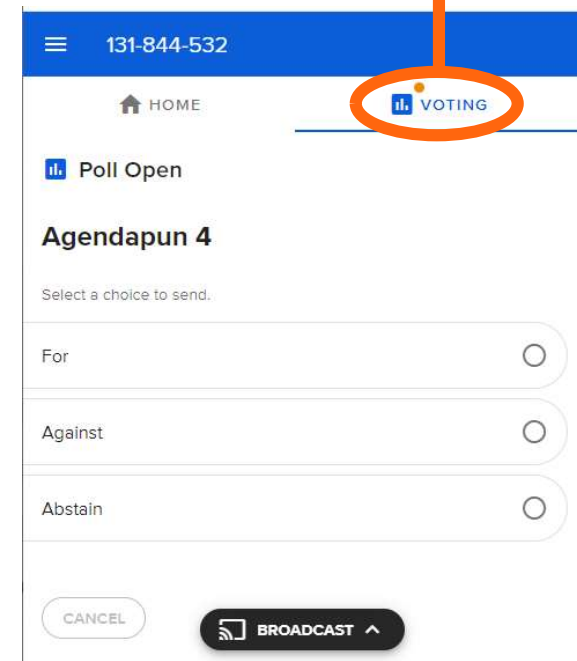 131-844-532
HOME
VOTING
Poll Open
Agendapun 4
Select a choice to send.
For
Against
Abstain
CANCEL
BROADCAST